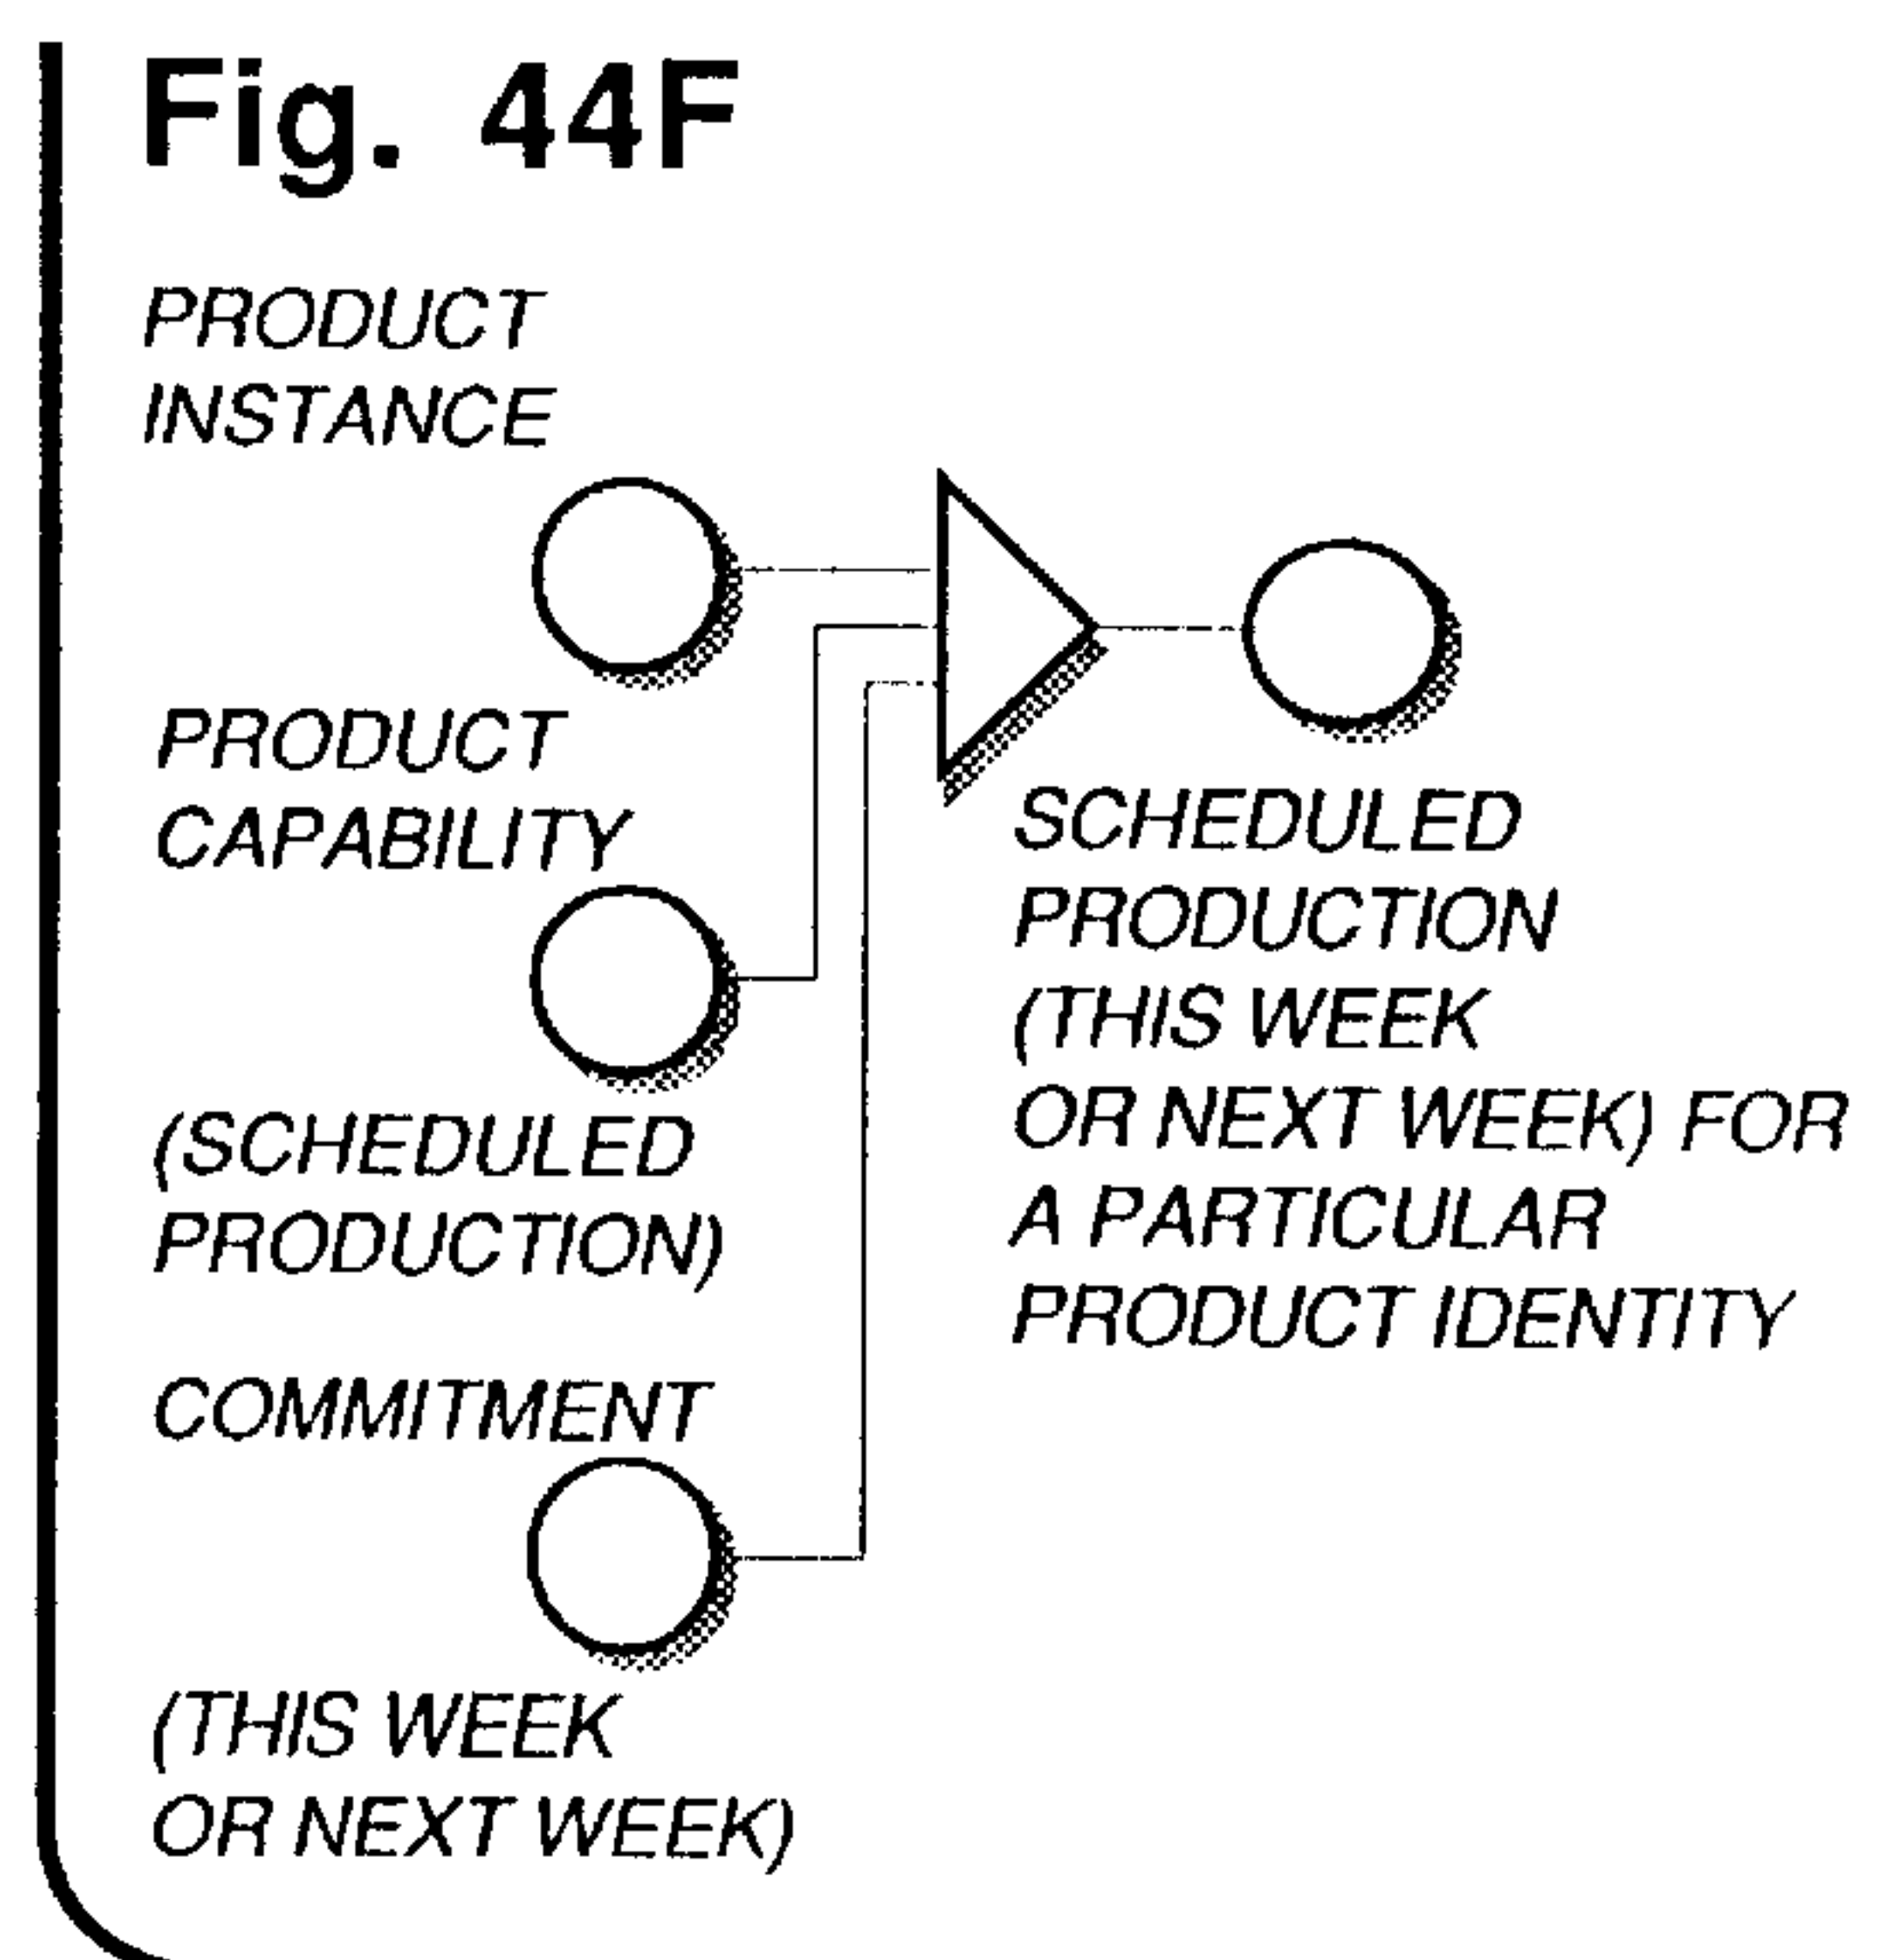 Fig. 44F
PRODUCT
INSTANCE
PRODUCT
CAPABILITY
(SCHEDULED
PRODUCTION)
COMMITMENT
(THIS WEEK
OR NEXT WEEK)
SCHEDULED
PRODUCTION
(THIS WEEK
OR NEXT WEEK) FOR
A PARTICULAR
PRODUCT IDENTITY